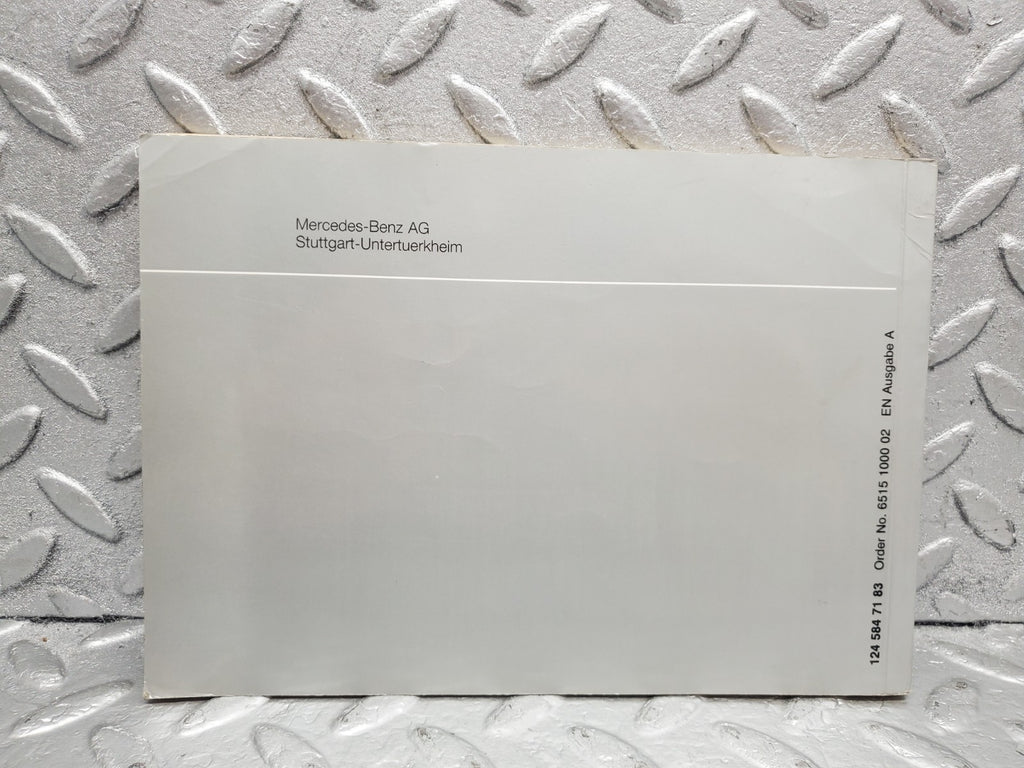 Mercedes-Benz AG
Stuttgart-Untertuerkheim
124 584 71 83 Order No. 6515 1000 02 EN Ausgabe A